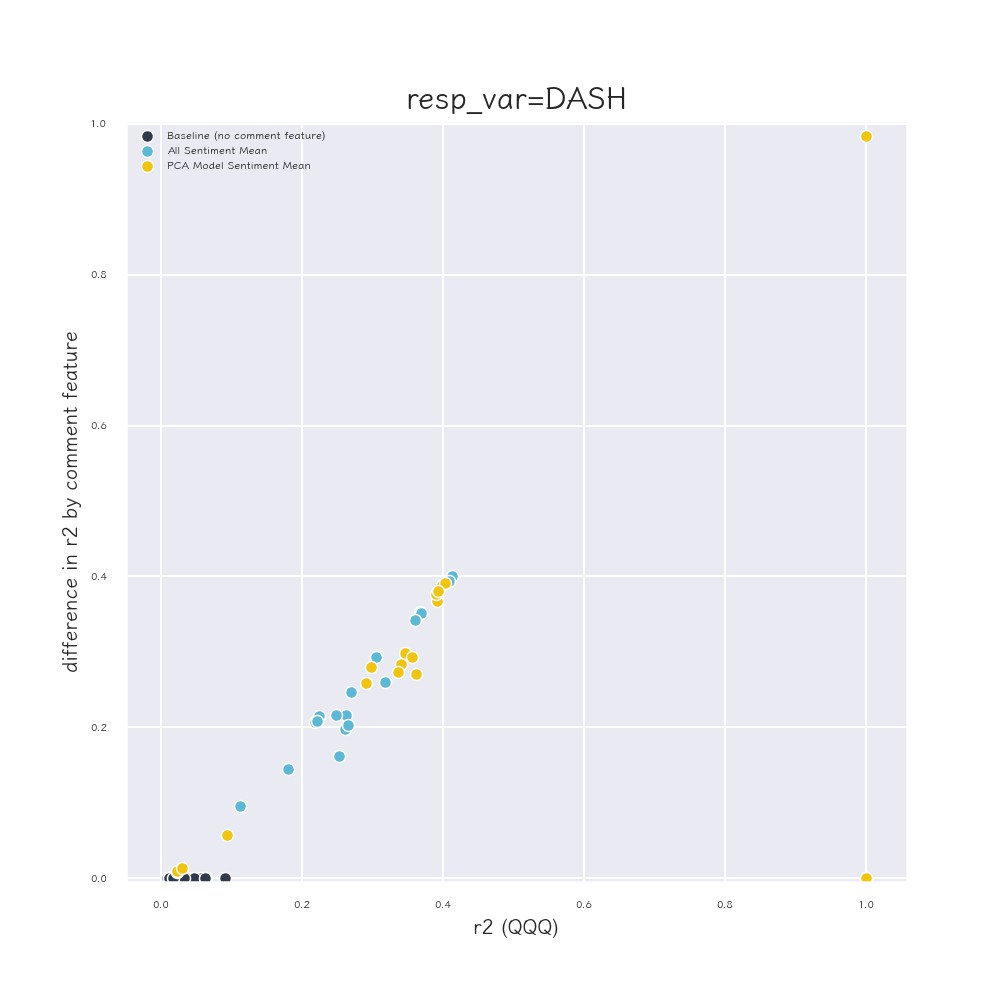 resp_var=DASH
1.0
0.8
0.6
0.4
0.2
0.0
difference in r2 by comment feature
Baseline (no comment feature)
All Sentiment Mean
PCA Model Sentiment Mean
0.0 0.2 0.4 0.6 0.8 1.0
r2 (QQQ)